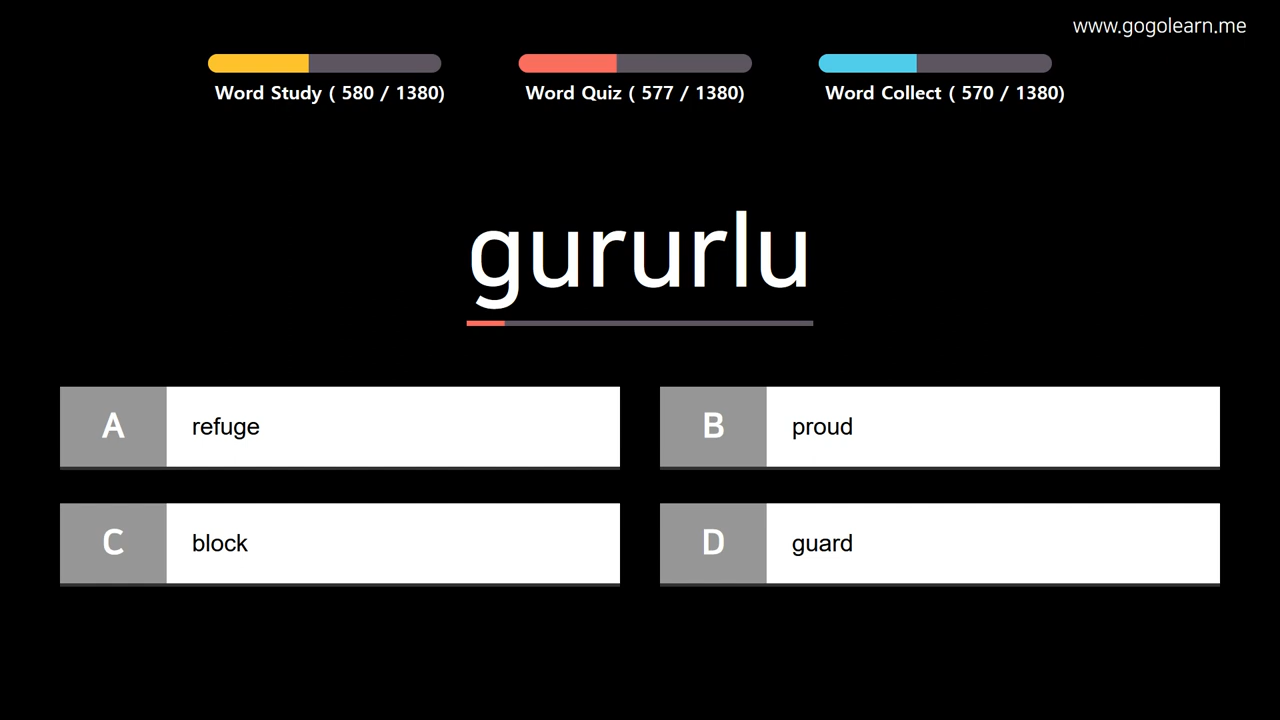 www.gogolearn.me
Word Study ( 580 / 1380)
Word Quiz ( 577 / 1380)
Word Collect ( 570 / 1380)
gururlu
A
refuge
B
proud
C
block
D
guard